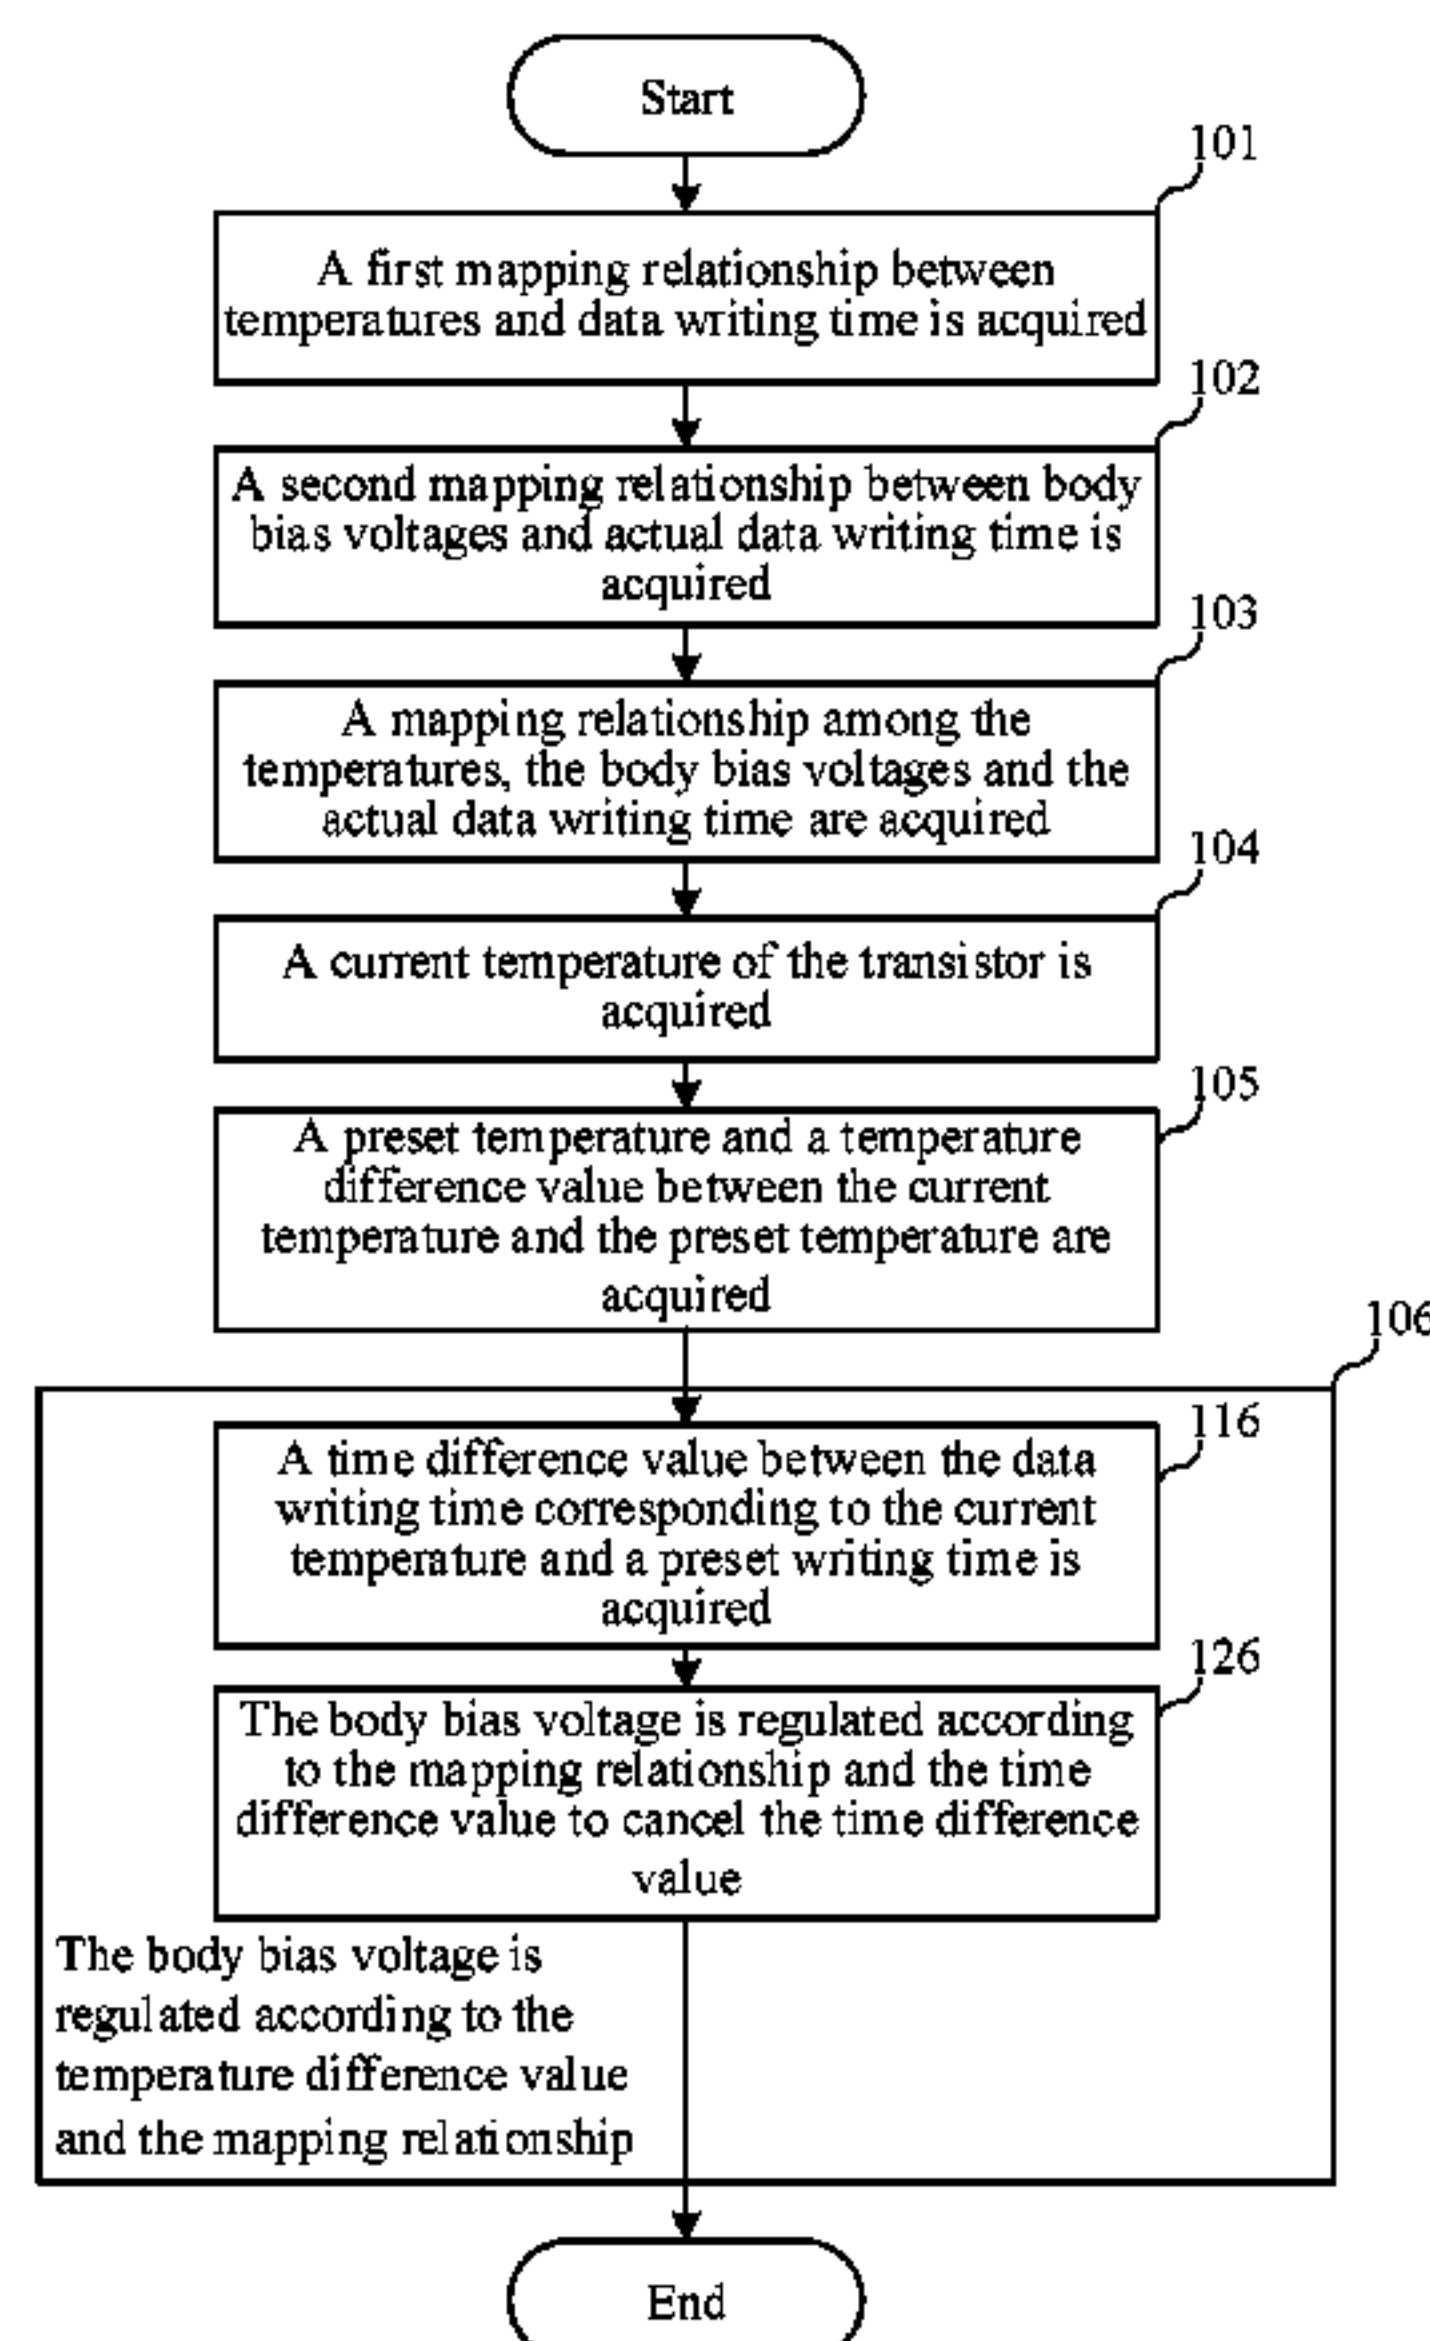 Start
101
A first mapping relationship between
temperatures and data writing time is acquired
102
A second mapping relationship between body
bias voltages and actual data writing time is
acquired
103
A mapping relationship among the
temperatures, the body bias voltages and the
actual data writing time are acquired
104
A current temperature of the transistor is
acquired
105
A preset temperature and a temperature
difference value between the current
temperature and the preset temperature are
acquired
106
116
A time difference value between the data
writing time corresponding to the current
temperature and a preset writing time is
acquired
126
The body bias voltage is regulated according
to the mapping relationship and the time
difference value to cancel the time difference
value
The body bias voltage is
regulated according to the
temperature difference value
and the mapping relationship
End